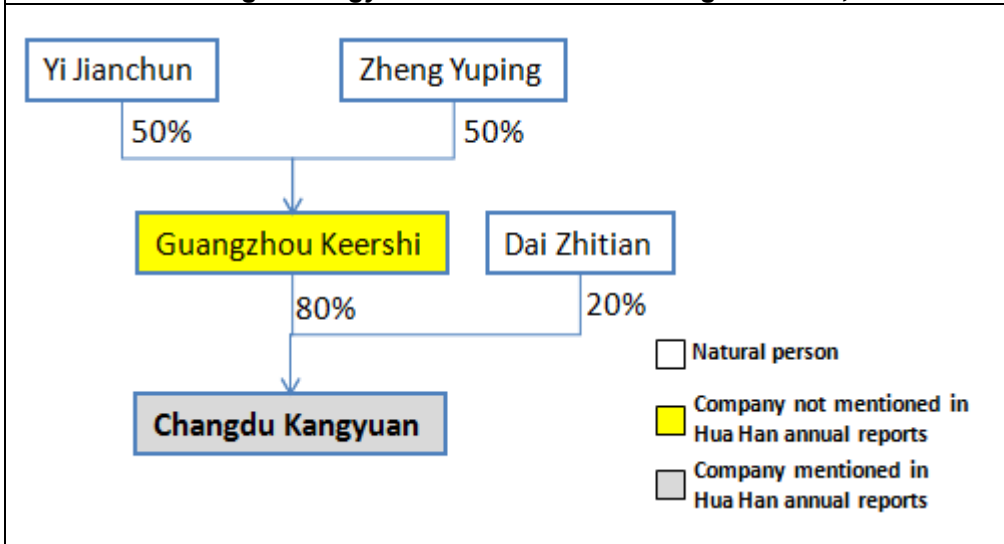 Yi Jianchun
Zheng Yuping
50%
50%
Guangzhou Keershi
Dai Zhitian
80%
20%
Changdu Kangyuan
Natural person
Company not mentioned in
Hua Han annual reports
Company mentioned in
Hua Han annual reports